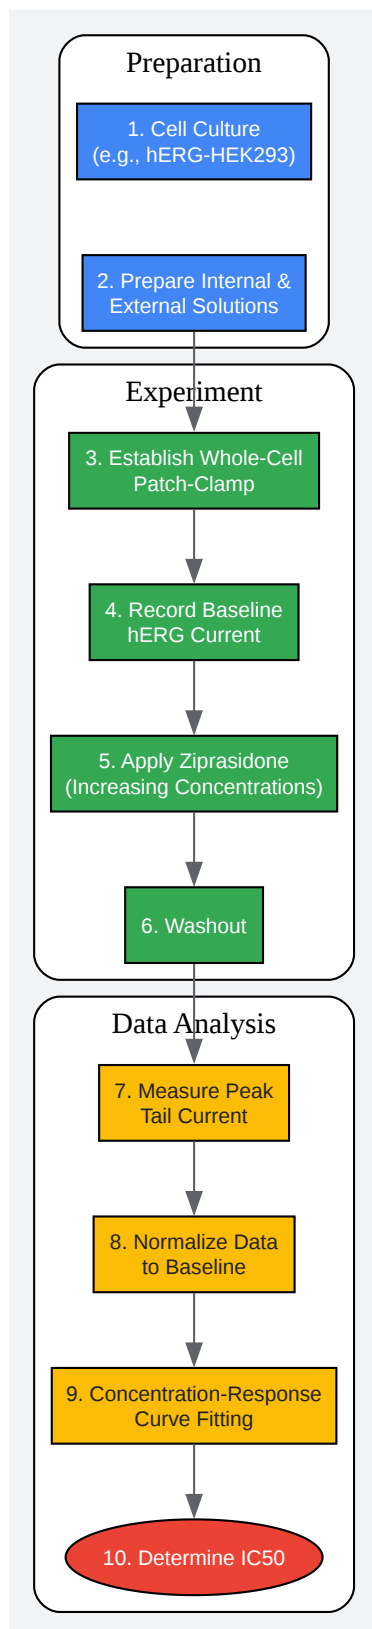 Preparation
1. Cell Culture
(e.g., hERG-HEK293)
2. Prepare Internal &
External Solutions
Experiment
3. Establish Whole-Cell
Patch-Clamp
4. Record Baseline
hERG Current
5. Apply Ziprasidone
(Increasing Concentrations)
6. Washout
Data Analysis
7. Measure Peak
Tail Current
8. Normalize Data
to Baseline
9. Concentration-Response
Curve Fitting
10. Determine IC50